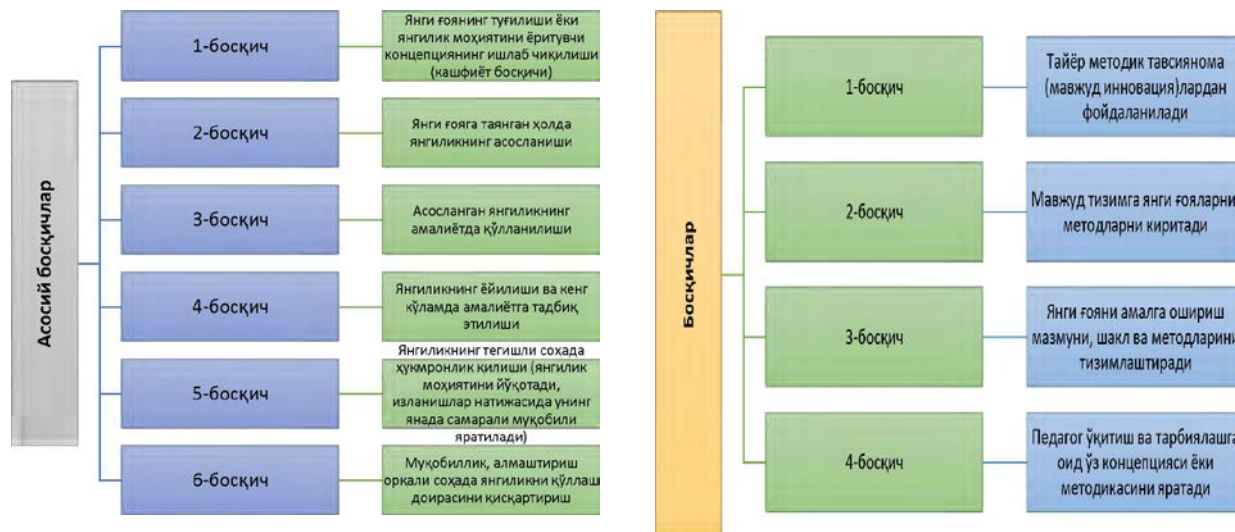 Асосий босқичлар
1-босқич
Янги ғоянинг туғилиши ёки
янгилик моҳиятини ёритувчи
концепциянинг ишлаб чиқилиши
(кашфиёт босқичи)
2-босқич
Янги ғояга таянган ҳолда
янгиликнинг асосланиши
3-босқич
Асосланган янгиликнинг
амалиётда қўлланилиши
4-босқич
Янгиликнинг ёйилиши ва кенг
кўламда амалиётга тадбиқ
этилиши
5-босқич
Янгиликнинг тегишли соҳада
ҳукмронлик қилиши (янгилик
моҳиятини йўқотади,
изланишлар натижасида унинг
янада самарали муқобили
яратилади)
6-босқич
Муқобиллик, алмаштириш
орқали соҳада янгиликни қўллаш
доирасини қисқартириш
Босқичлар
1-босқич
Тайёр методик тавсиянома
(мавжуд инновация)лардан
фойдаланилади
2-босқич
Мавжуд тизимга янги ғояларни
методларни киритади
3-босқич
Янги ғояни амалга ошириш
мазмуни, шакл ва методларини
тизимлаштиради
4-босқич
Педагог ўқитиш ва тарбиялашга
оид ўз концепцияси ёки
методикасини яратади